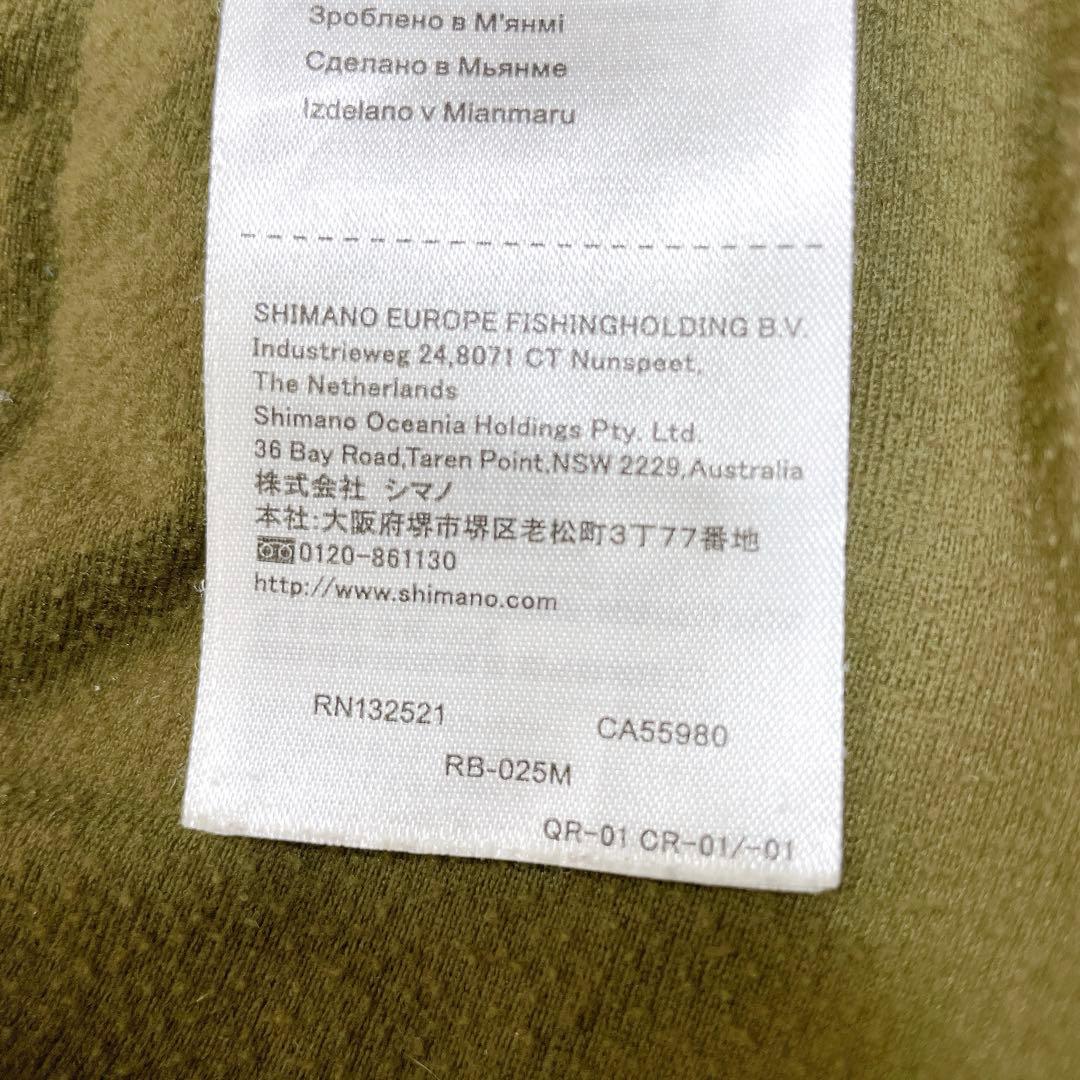 Зроблено в М'янмі
Сделано в Мьянме
Izdelano v Mianmaru
SHIMANO EUROPE FISHINGHOLDING B.V.
Industrieweg 24,8071 CT Nunspeet,
The Netherlands
Shimano Oceania Holdings Pty. Ltd.
36 Bay Road,Taren Point,NSW 2229,Australia
株式会社 シマノ
本社:大阪府堺市堺区老松町3丁77番地
0120-861130
http://www.shimano.com
RN132521 CA55980
RB-025M
QR-01 CR-01/-01